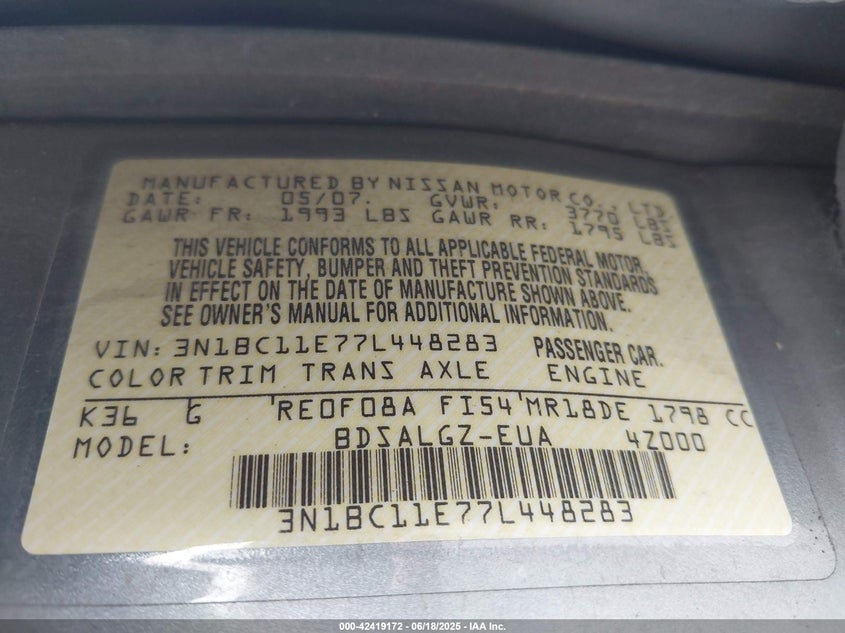 MANUFACTURED BY NISSAN MOTOR CO., LTD.
DATE: 05/07. GVWR: 3770 LBS
GAWR FR: 1993 LBS GAWR RR: 1795 LBS
THIS VEHICLE CONFORMS TO ALL APPLICABLE FEDERAL MOTOR
VEHICLE SAFETY, BUMPER AND THEFT PREVENTION STANDARDS
IN EFFECT ON THE DATE OF MANUFACTURE SHOWN ABOVE.
SEE OWNER'S MANUAL FOR ADDITIONAL INFORMATION.
VIN: 3N1BC11E77L448283 PASSENGER CAR.
COLOR TRIM TRANS AXLE ENGINE
K36 G RE0F08A FI54 MR18DE 1798 CC
MODEL: BDSALGZ-EUA 4Z000
3N1BC11E77L448283
000-42419172 - 06/18/2025 - IAA Inc.